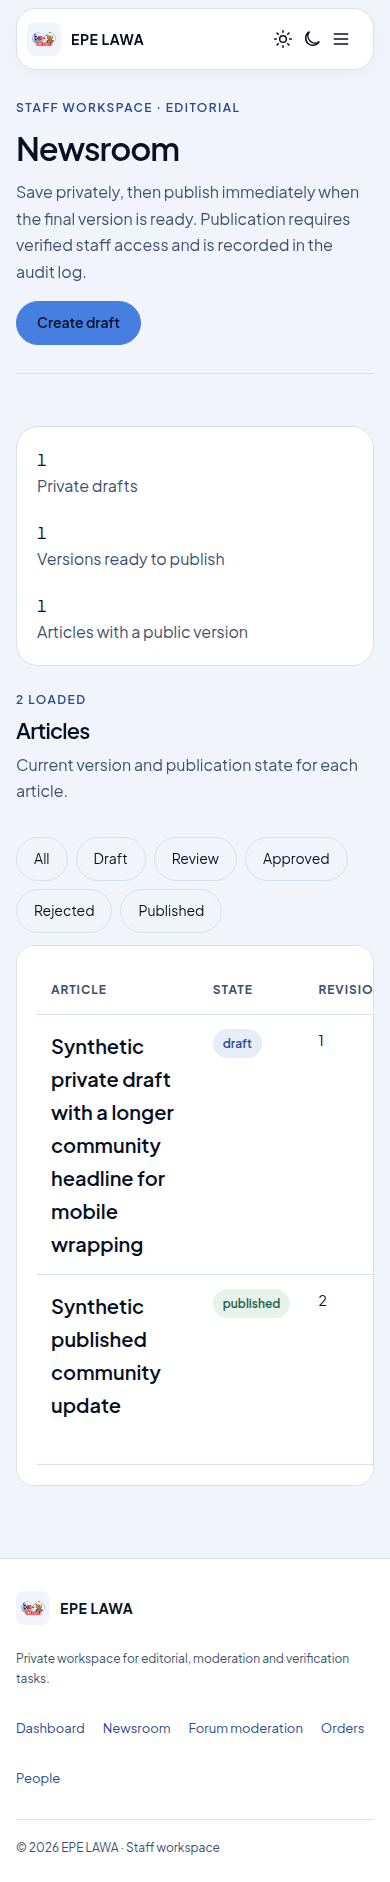 EPE LAWA
STAFF WORKSPACE · EDITORIAL
Newsroom
Save privately, then publish immediately when
the final version is ready. Publication requires
verified staff access and is recorded in the
audit log.
Create draft
1
Private drafts
1
Versions ready to publish
1
Articles with a public version
2 LOADED
Articles
Current version and publication state for each
article.
All Draft Review Approved
Rejected Published
ARTICLE STATE REVISIO
Synthetic draft 1
private draft
with a longer
community
headline for
mobile
wrapping
Synthetic published 2
published
community
update
EPE LAWA
Private workspace for editorial, moderation and verification
tasks.
Dashboard Newsroom Forum moderation Orders
People
© 2026 EPE LAWA · Staff workspace